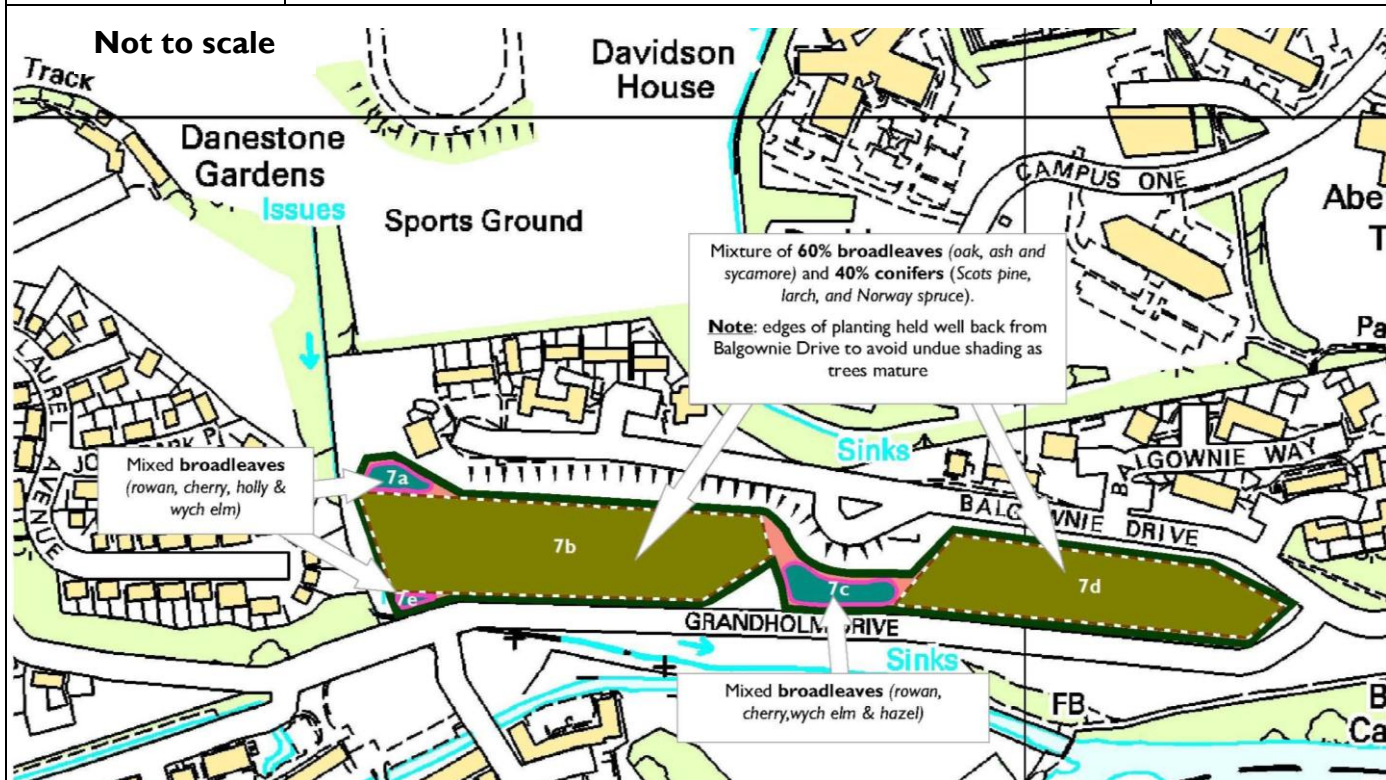 Not to scale
Track
Davidson
House
Danestone
Gardens
Issues
Sports Ground
CAMPUS ONE
Abe
T
Mixture of 60% broadleaves (oak, ash and
sycamore) and 40% conifers (Scots pine,
larch, and Norway spruce).
Note: edges of planting held well back from
Balgownie Drive to avoid undue shading as
trees mature
Pa
LAUREL
AVENUE
Sinks
BALGOWNIE WAY
Mixed broadleaves
(rowan, cherry, holly &
wych elm)
7a
BALGOWNIE DRIVE
7b
7c
7d
7e
GRANDHOLM DRIVE
Sinks
Mixed broadleaves (rowan,
cherry,wych elm & hazel)
FB
B
Ca